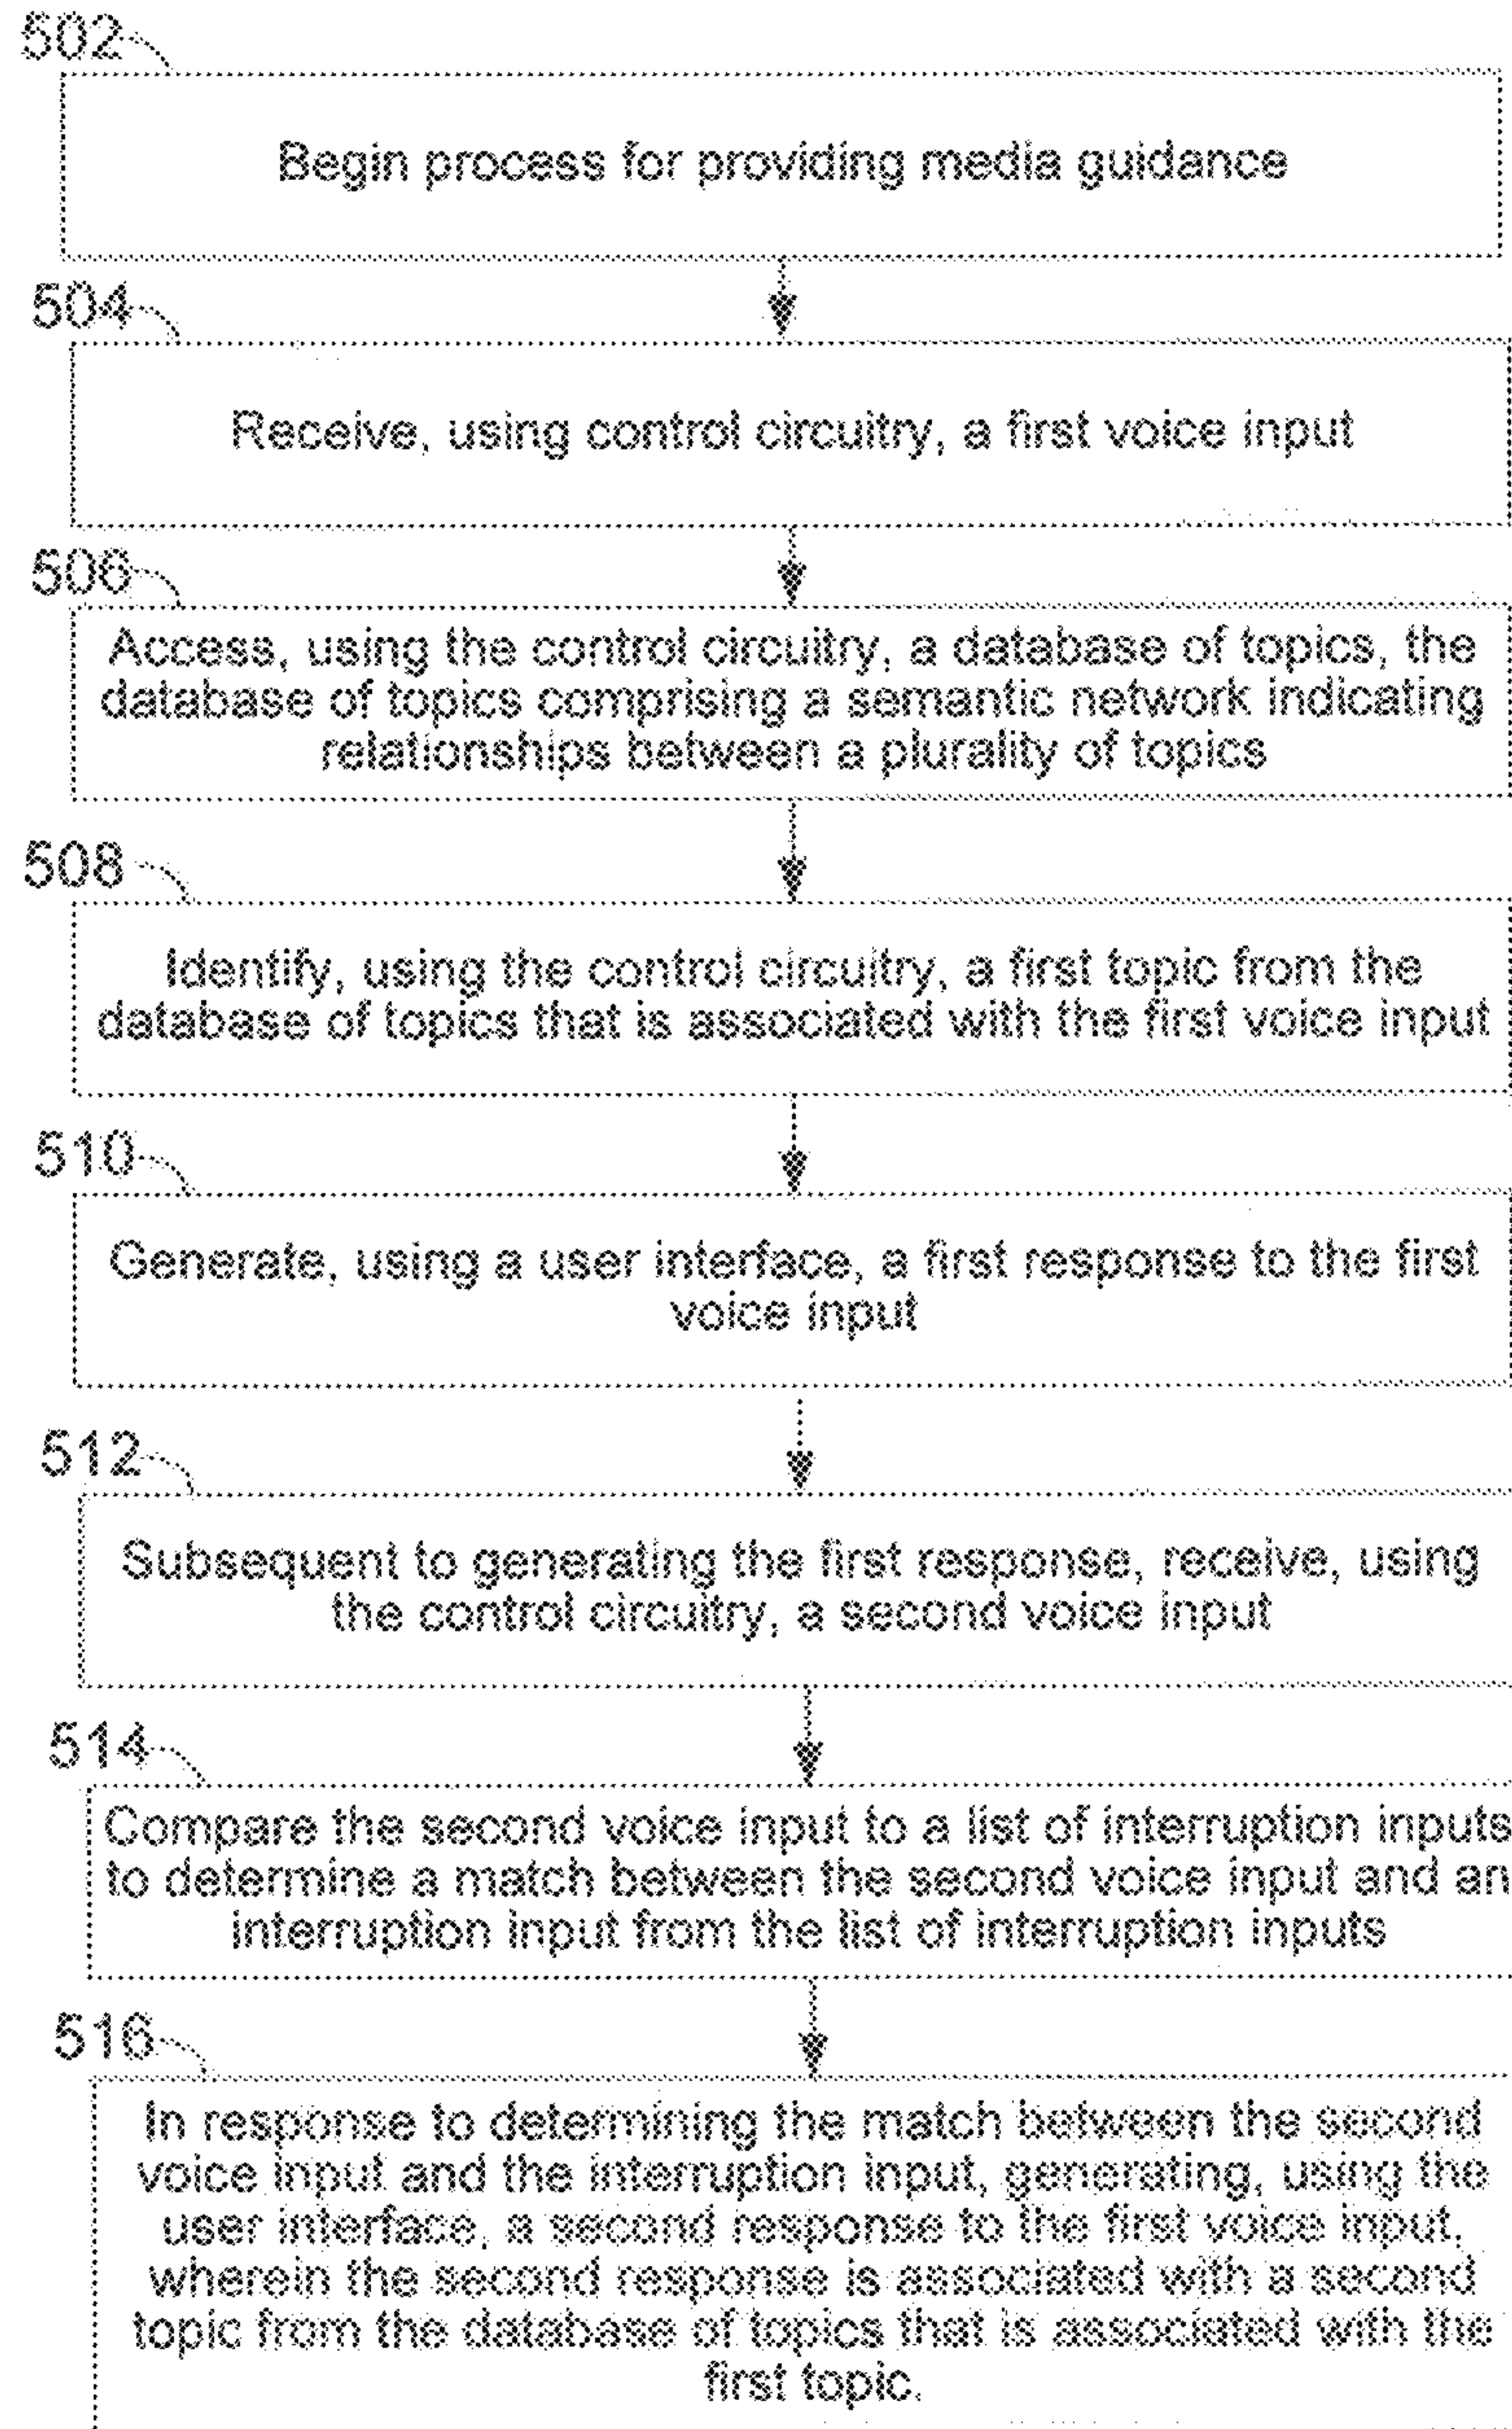 502
Begin process for providing media guidance
504
Receive, using control circuitry, a first voice input
506
Access, using the control circuitry, a database of topics, the
database of topics comprising a semantic network indicating
relationships between a plurality of topics
508
Identify, using the control circuitry, a first topic from the
database of topics that is associated with the first voice input
510
Generate, using a user interface, a first response to the first
voice input
512
Subsequent to generating the first response, receive, using
the control circuitry, a second voice input
514
Compare the second voice input to a list of interruption inputs
to determine a match between the second voice input and an
interruption input from the list of interruption inputs
516
In response to determining the match between the second
voice input and the interruption input, generating, using the
user interface, a second response to the first voice input,
wherein the second response is associated with a second
topic from the database of topics that is associated with the
first topic.